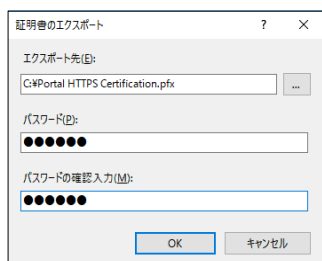 証明書のエクスポート ? ×
エクスポート先(E):
C:¥Portal HTTPS Certification.pfx ...
パスワード(P):
●●●●●●
パスワードの確認入力(M):
●●●●●●
OK キャンセル